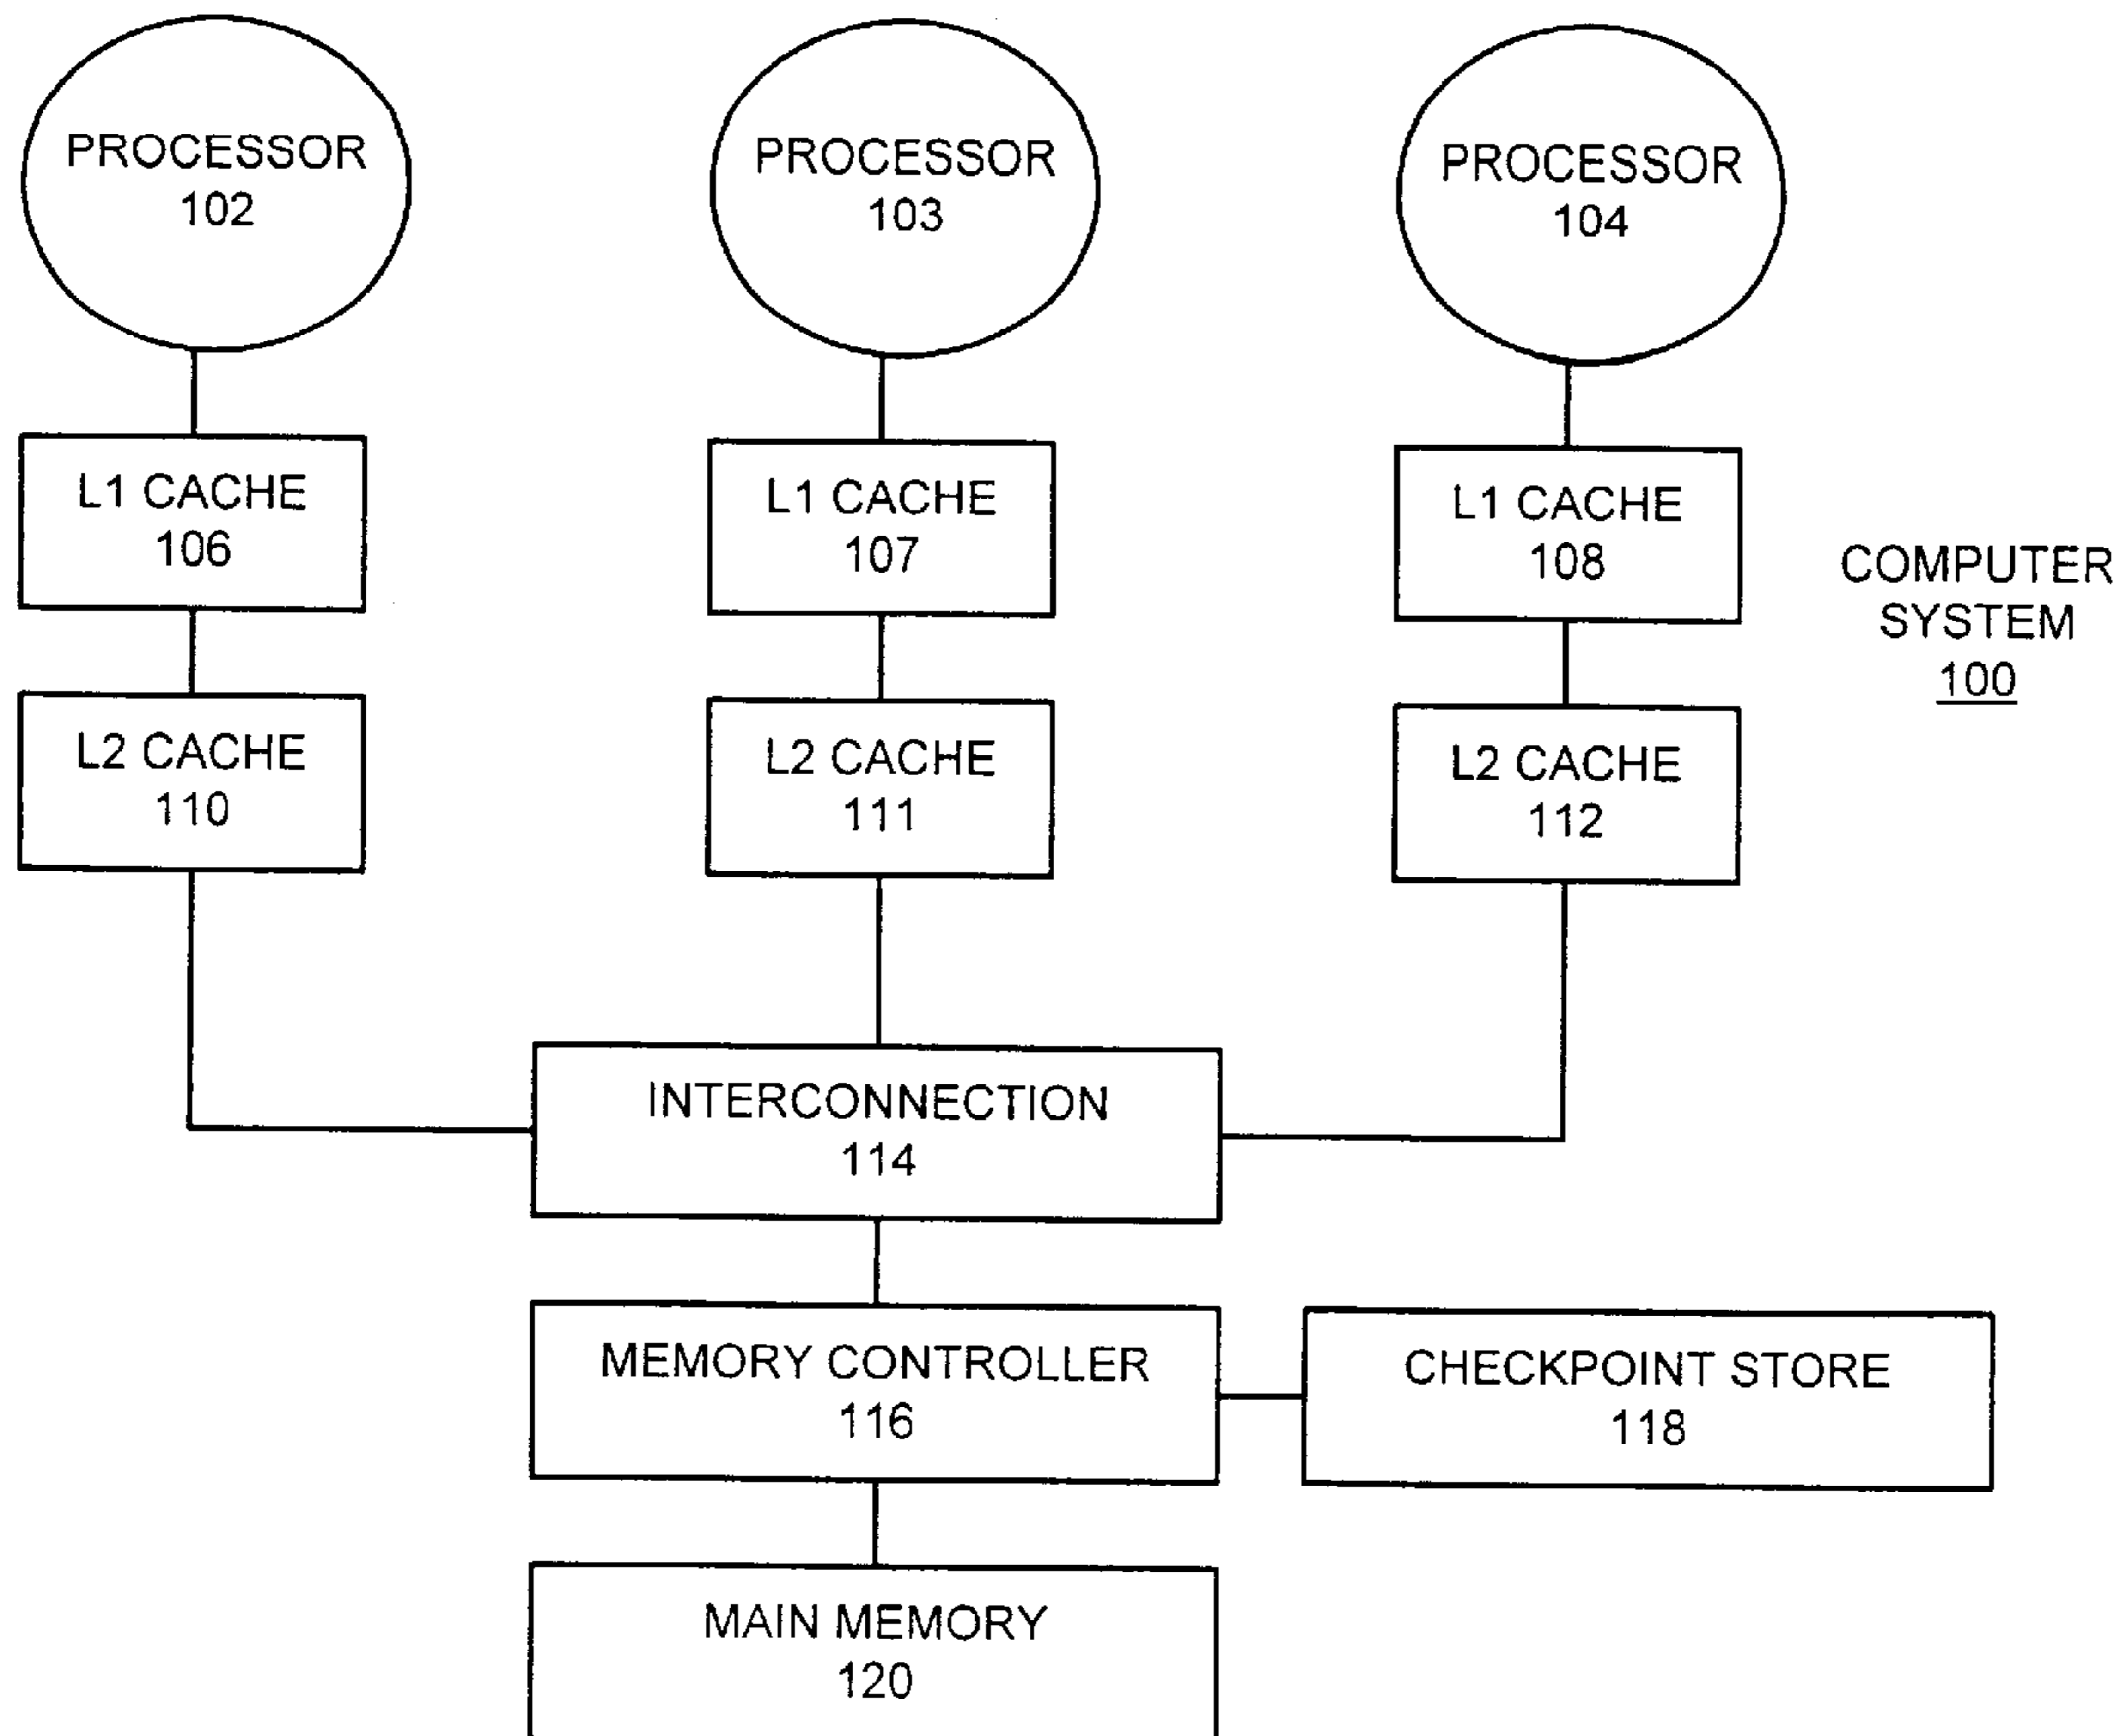 PROCESSOR
102
PROCESSOR
103
PROCESSOR
104
L1 CACHE
106
L1 CACHE
107
L1 CACHE
108
COMPUTER
SYSTEM
100
L2 CACHE
110
L2 CACHE
111
L2 CACHE
112
INTERCONNECTION
114
MEMORY CONTROLLER
116
CHECKPOINT STORE
118
MAIN MEMORY
120